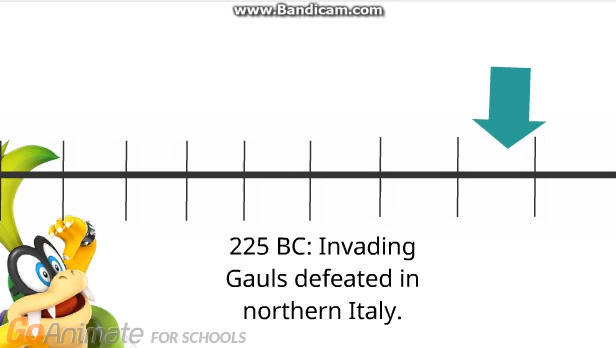 www.Bandicam.com
225 BC: Invading
Gauls defeated in
northern Italy.
GoAnimate FOR SCHOOLS